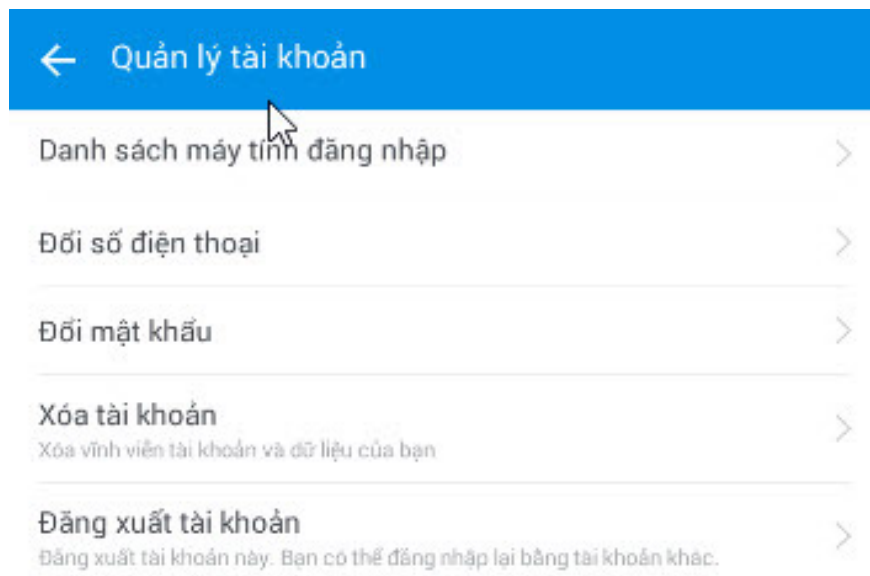 Quản lý tài khoản
Danh sách máy tính đăng nhập
Đổi số điện thoại
Đổi mật khẩu
Xóa tài khoản
Xóa vĩnh viễn tài khoản và dữ liệu của bạn
Đăng xuất tài khoản
Đăng xuất tài khoản này. Bạn có thể đăng nhập lại bằng tài khoản khác.